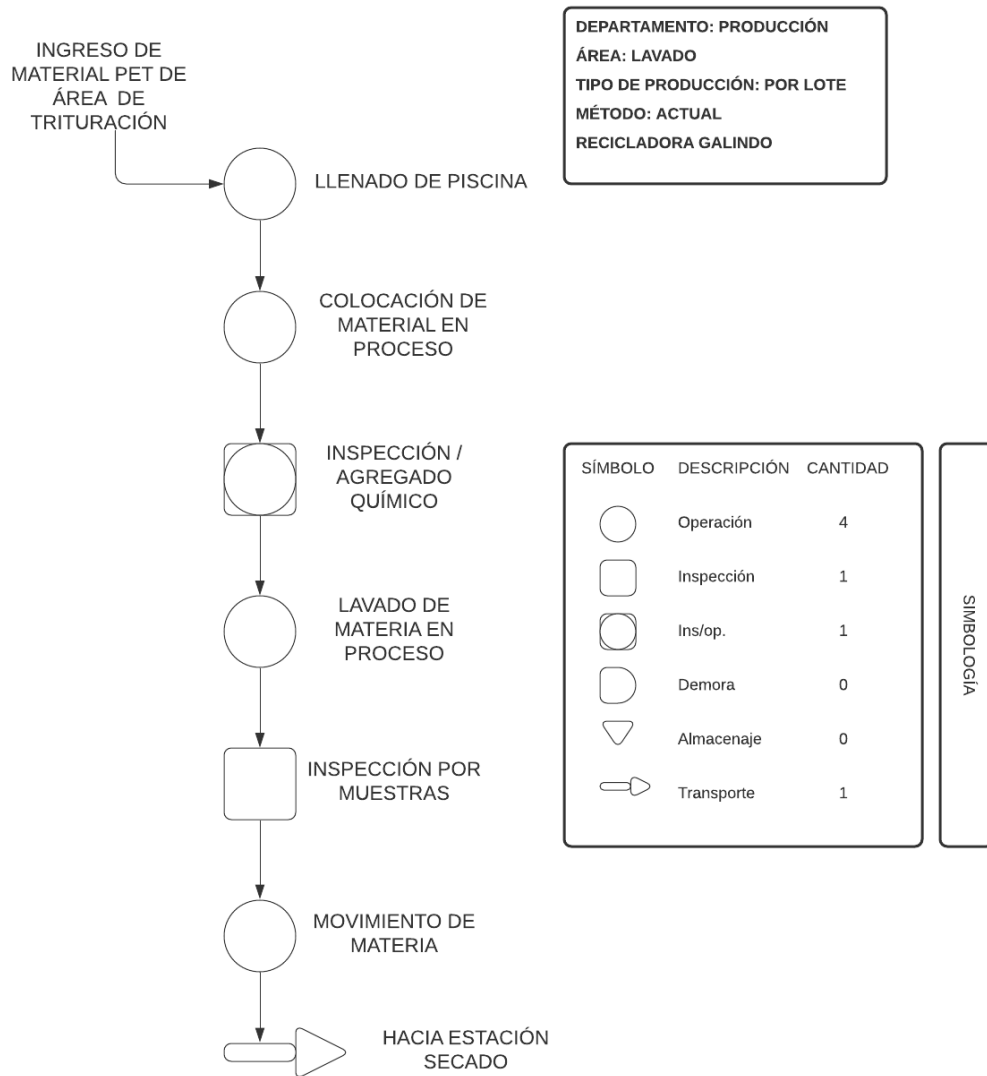 INGRESO DE
MATERIAL PET DE
ÁREA DE
TRITURACIÓN
DEPARTAMENTO: PRODUCCIÓN
ÁREA: LAVADO
TIPO DE PRODUCCIÓN: POR LOTE
MÉTODO: ACTUAL
RECICLADORA GALINDO
LLENADO DE PISCINA
COLOCACIÓN DE
MATERIAL EN
PROCESO
INSPECCIÓN /
AGREGADO
QUÍMICO
LAVADO DE
MATERIA EN
PROCESO
INSPECCIÓN POR
MUESTRAS
MOVIMIENTO DE
MATERIA
HACIA ESTACIÓN
SECADO
SÍMBOLO DESCRIPCIÓN CANTIDAD
Operación 4
Inspección 1
Ins/op. 1
Demora 0
Almacenaje 0
Transporte 1
SIMBOLOGÍA